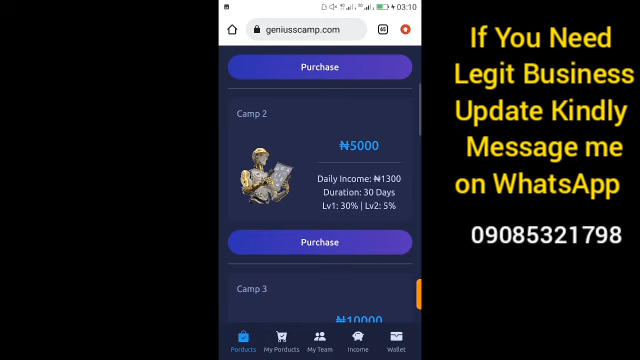 03:10
geniusscamp.com
65
Purchase
Camp 2
₦5000
Daily Income: ₦1300
Duration: 30 Days
Lv1: 30% | Lv2: 5%
Purchase
Camp 3
₦10000
Porducts
My Porducts
My Team
Income
Wallet
If You Need
Legit Business
Update Kindly
Message me
on WhatsApp
09085321798